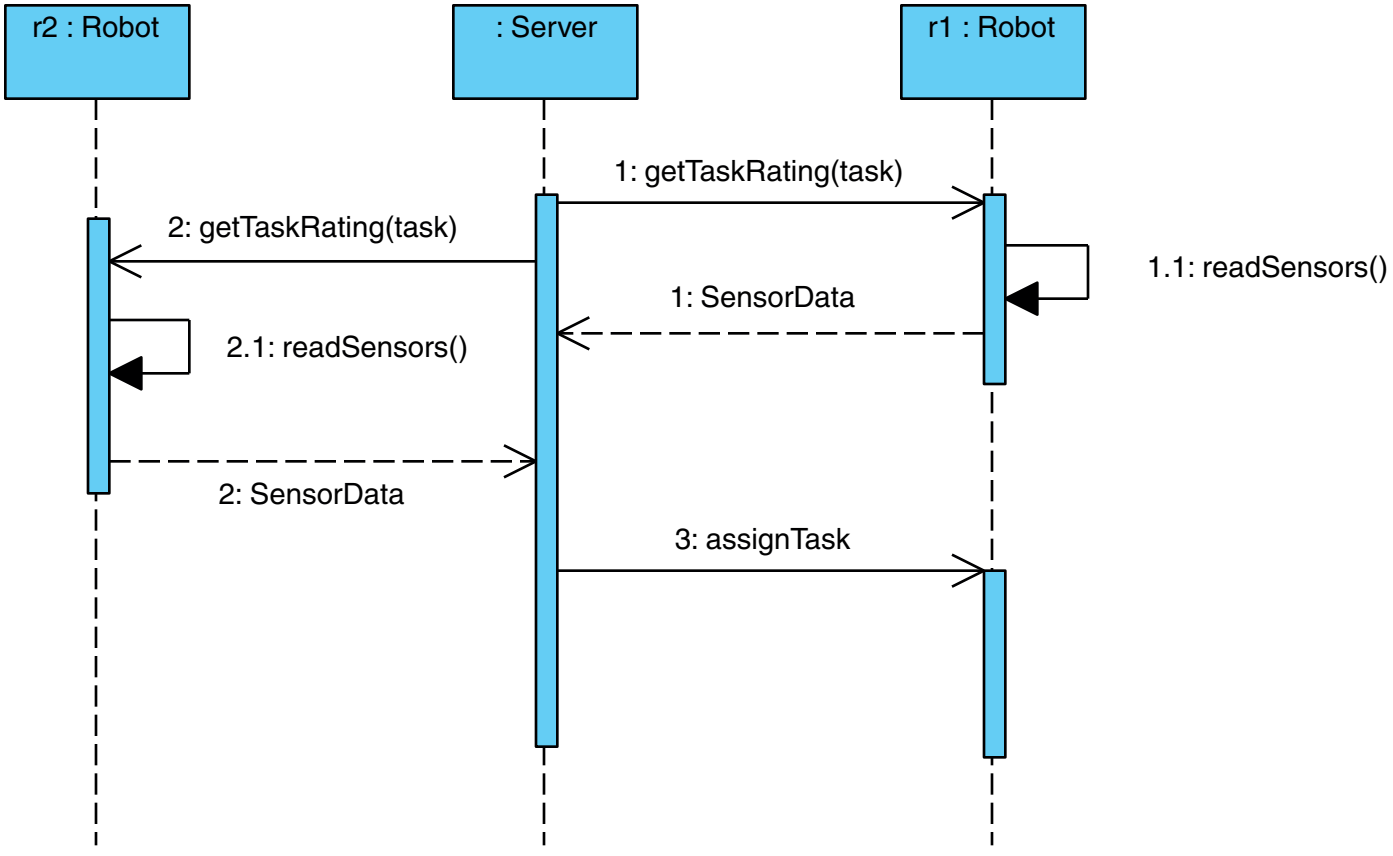 r2 : Robot
: Server
r1 : Robot
1: getTaskRating(task)
2: getTaskRating(task)
1.1: readSensors()
1: SensorData
2.1: readSensors()
2: SensorData
3: assignTask